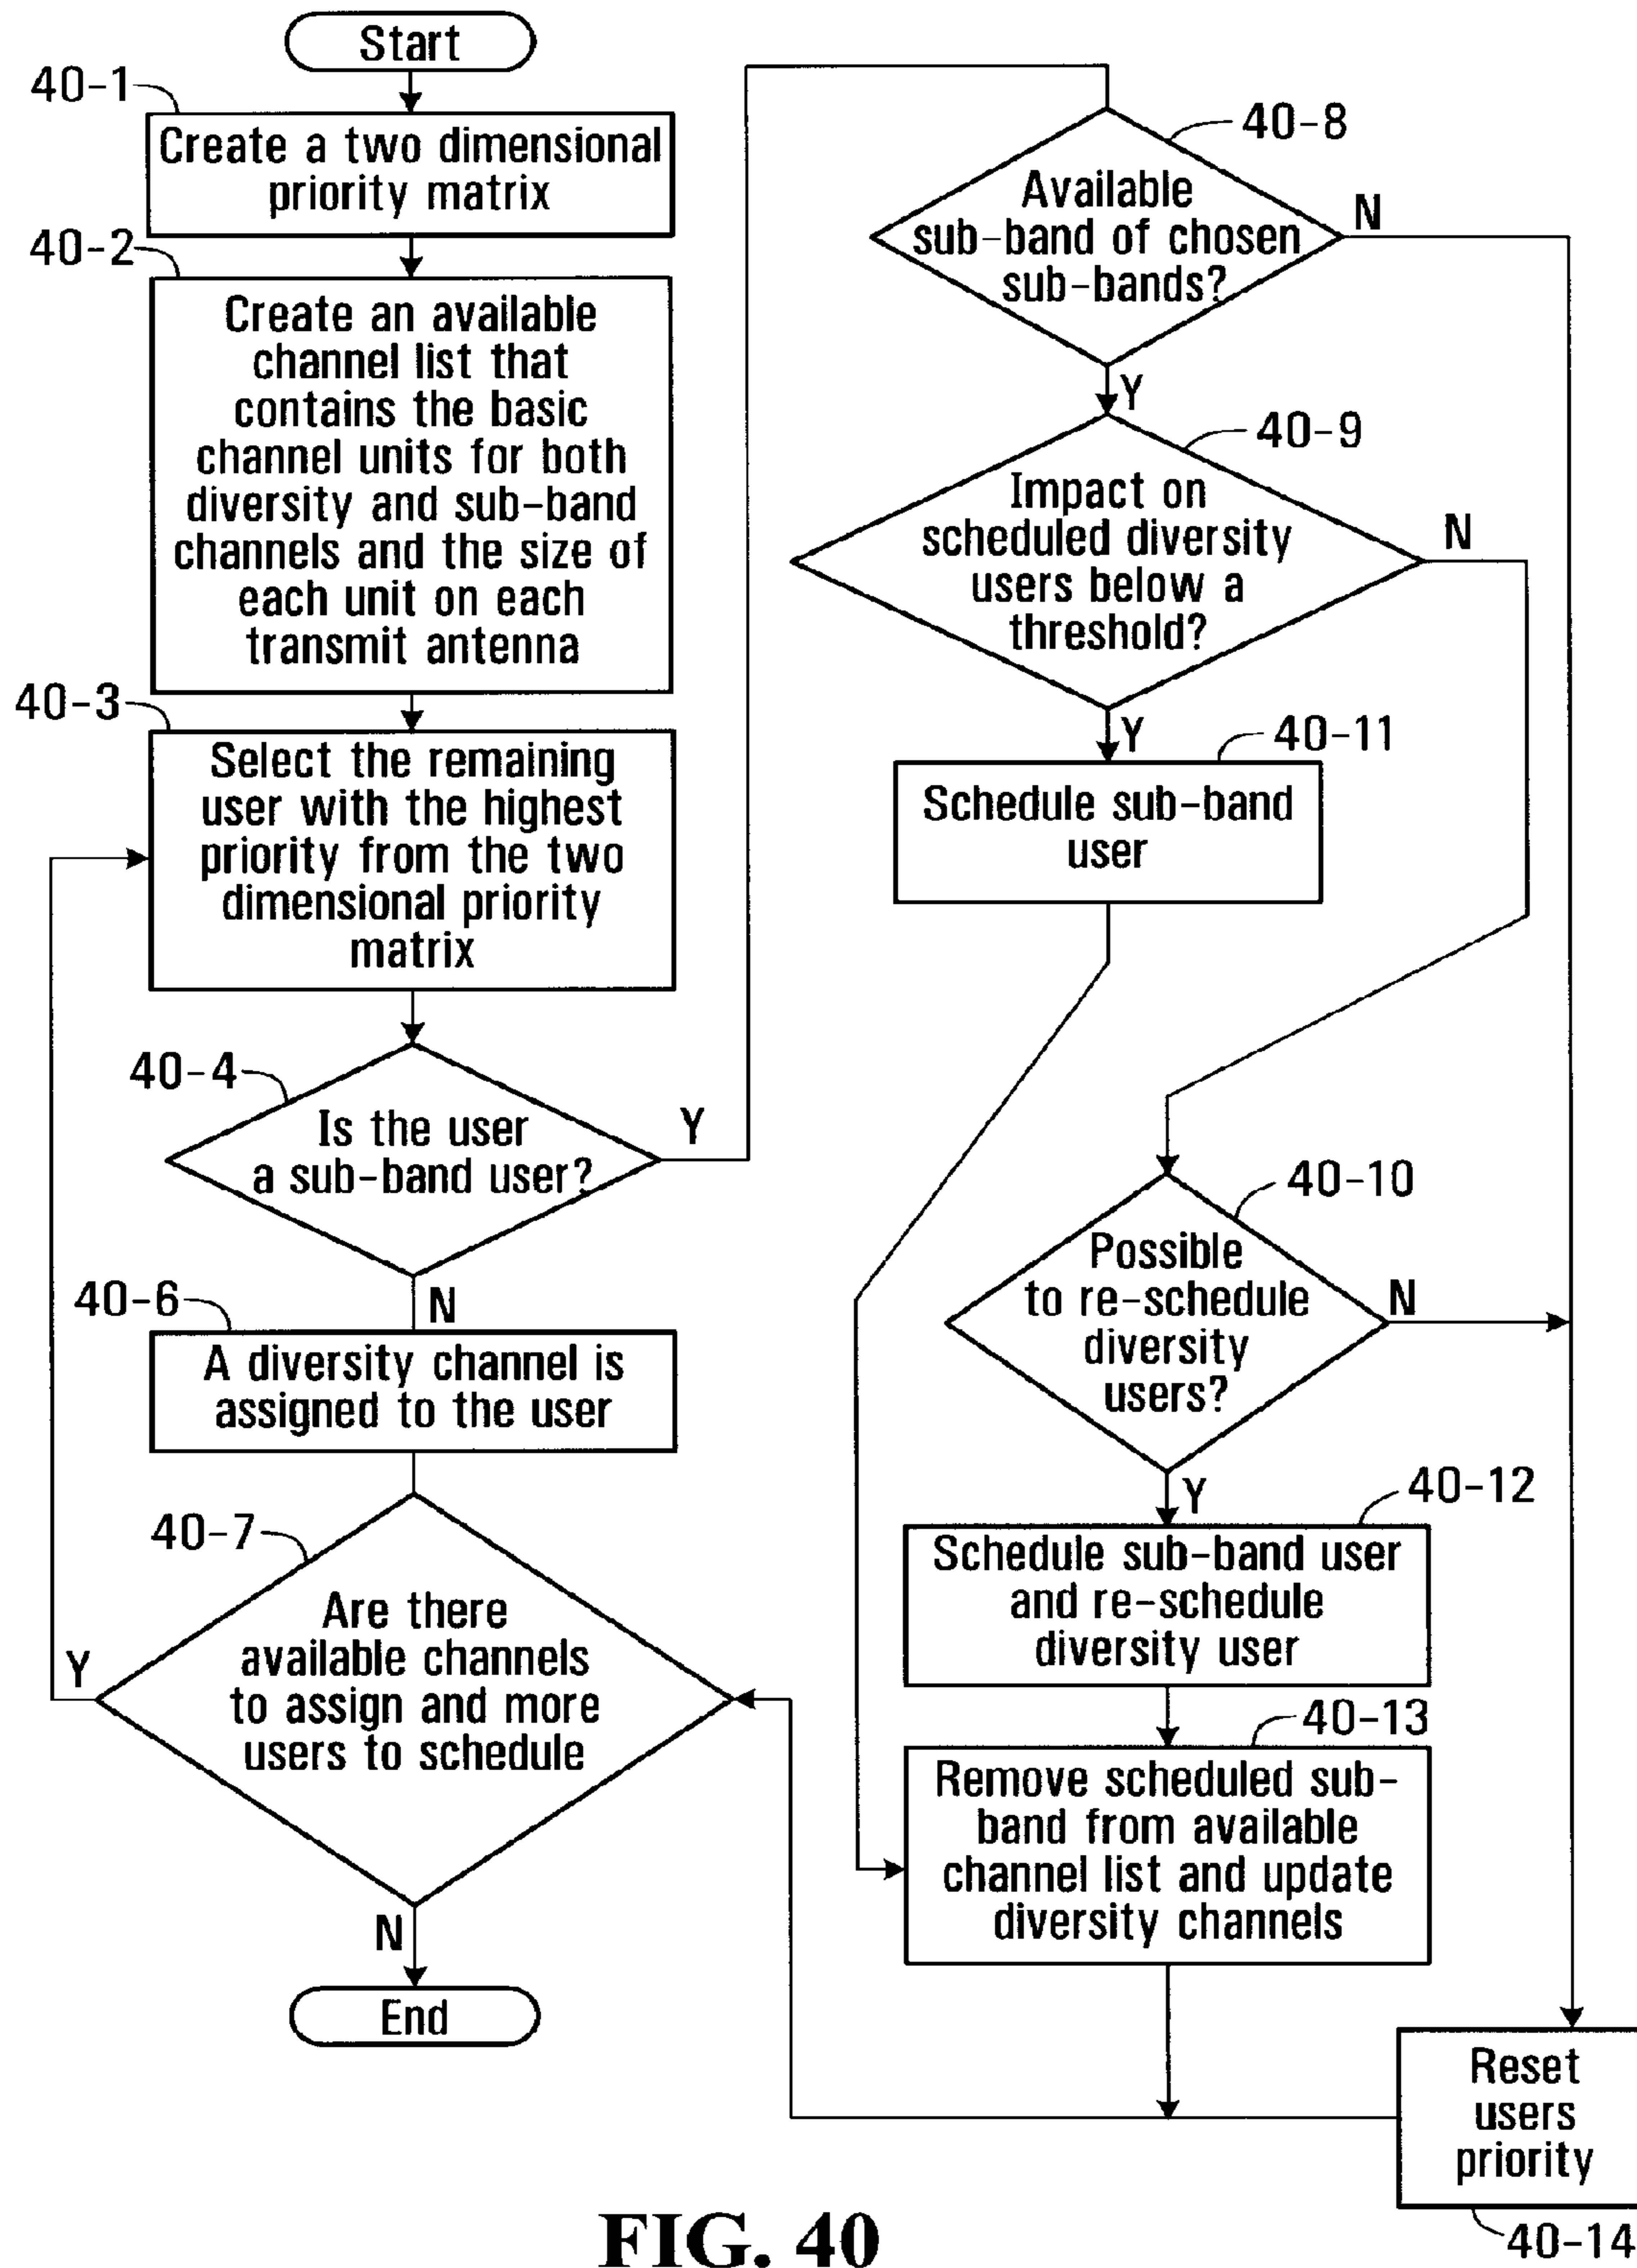 Start
40-1
Create a two dimensional
priority matrix
40-2
Create an available
channel list that
contains the basic
channel units for both
diversity and sub-band
channels and the size of
each unit on each
transmit antenna
40-3
Select the remaining
user with the highest
priority from the two
dimensional priority
matrix
40-4
Is the user
a sub-band user?
Y
N
40-6
A diversity channel is
assigned to the user
40-7
Are there
available channels
to assign and more
users to schedule
Y
N
End
40-8
Available
sub-band of chosen
sub-bands?
N
Y
40-9
Impact on
scheduled diversity
users below a
threshold?
N
Y
40-11
Schedule sub-band
user
40-10
Possible
to re-schedule
diversity
users?
N
Y
40-12
Schedule sub-band user
and re-schedule
diversity user
40-13
Remove scheduled sub-
band from available
channel list and update
diversity channels
Reset
users
priority
40-14
FIG. 40